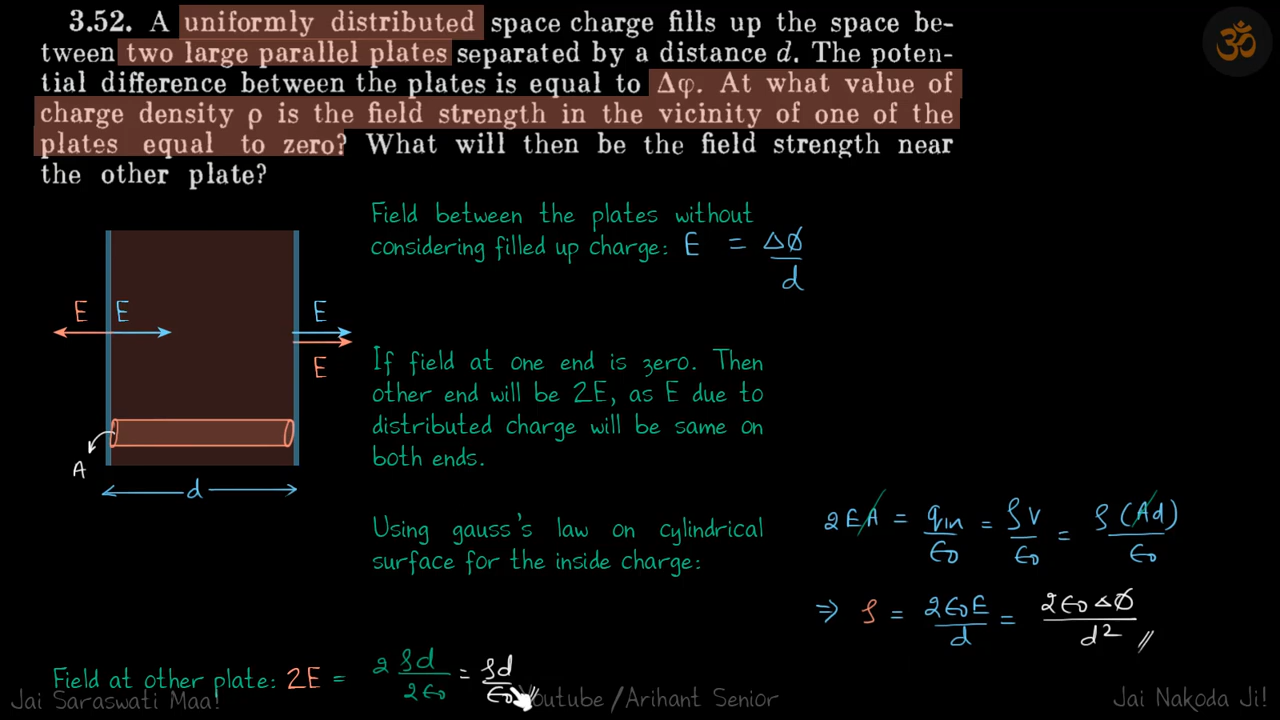 3.52. A uniformly distributed space charge fills up the space be-
tween two large parallel plates separated by a distance d. The poten-
tial difference between the plates is equal to Δφ. At what value of
charge density ρ is the field strength in the vicinity of one of the
plates equal to zero? What will then be the field strength near
the other plate?
Field between the plates without
considering filled up charge: E = Δφ/d
E E E
E
If field at one end is zero. Then
other end will be 2E, as E due to
distributed charge will be same on
both ends.
A
d
Using gauss's law on cylindrical
surface for the inside charge:
2EA = qin/ε0 = ρV/ε0 = ρ(Ad)/ε0
⇒ ρ = 2ε0E/d = 2ε0Δφ/d² //
Field at other plate: 2E = 2 ρd/2ε0 = ρd/ε0 //
Jai Saraswati Maa! Youtube/Arihant Senior Jai Nakoda Ji!
ॐ